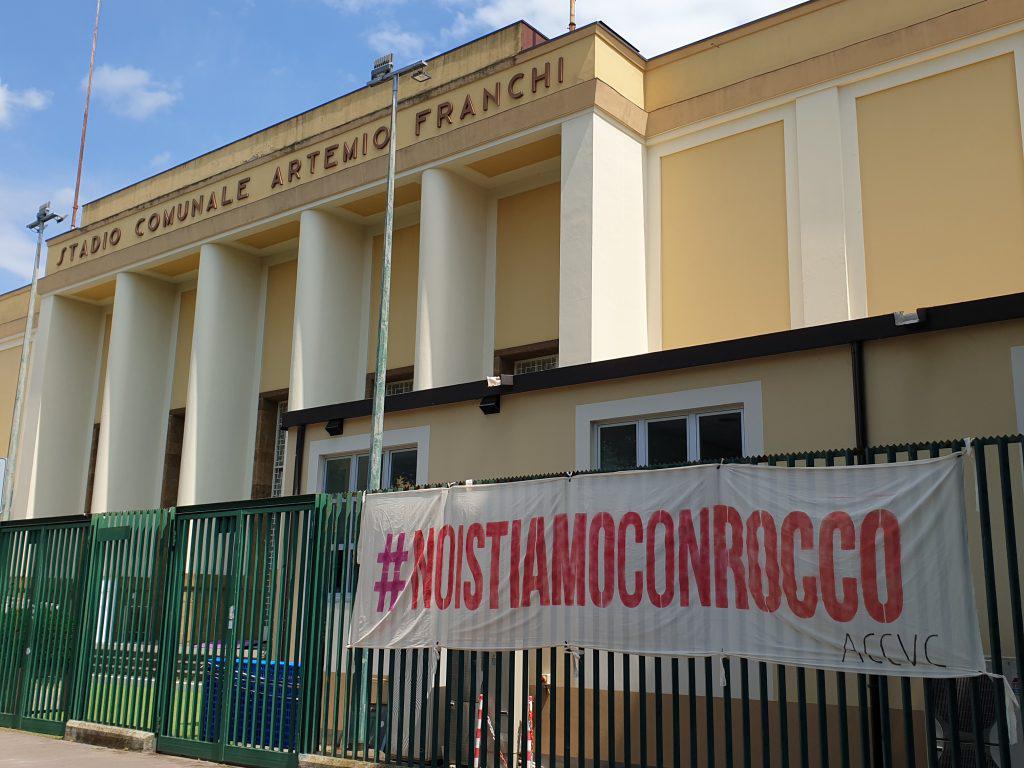 STADIO COMUNALE ARTEMIO FRANCHI
#NOISTIAMOCONROCCO
ACCVC